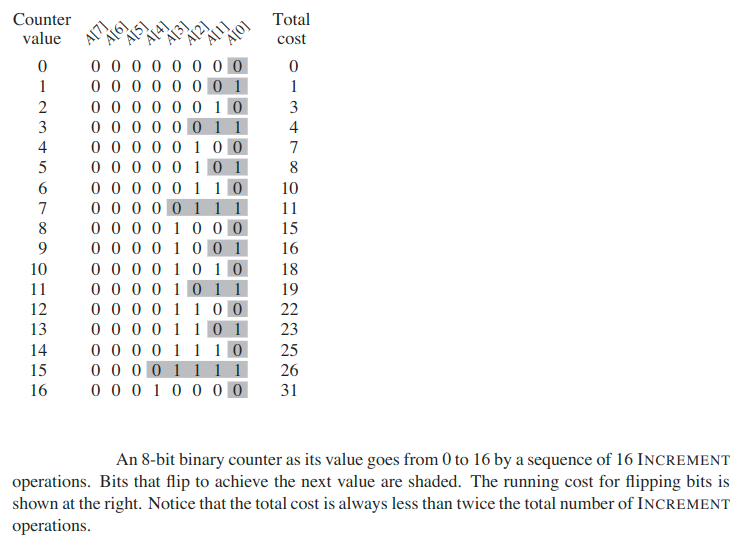 Counter Total
value A[7] A[6] A[5] A[4] A[3] A[2] A[1] A[0] cost
0 0 0 0 0 0 0 0 0 0
1 0 0 0 0 0 0 0 1 1
2 0 0 0 0 0 0 1 0 3
3 0 0 0 0 0 0 1 1 4
4 0 0 0 0 0 1 0 0 7
5 0 0 0 0 0 1 0 1 8
6 0 0 0 0 0 1 1 0 10
7 0 0 0 0 0 1 1 1 11
8 0 0 0 0 1 0 0 0 15
9 0 0 0 0 1 0 0 1 16
10 0 0 0 0 1 0 1 0 18
11 0 0 0 0 1 0 1 1 19
12 0 0 0 0 1 1 0 0 22
13 0 0 0 0 1 1 0 1 23
14 0 0 0 0 1 1 1 0 25
15 0 0 0 0 1 1 1 1 26
16 0 0 0 1 0 0 0 0 31
An 8-bit binary counter as its value goes from 0 to 16 by a sequence of 16 INCREMENT
operations. Bits that flip to achieve the next value are shaded. The running cost for flipping bits is
shown at the right. Notice that the total cost is always less than twice the total number of INCREMENT
operations.